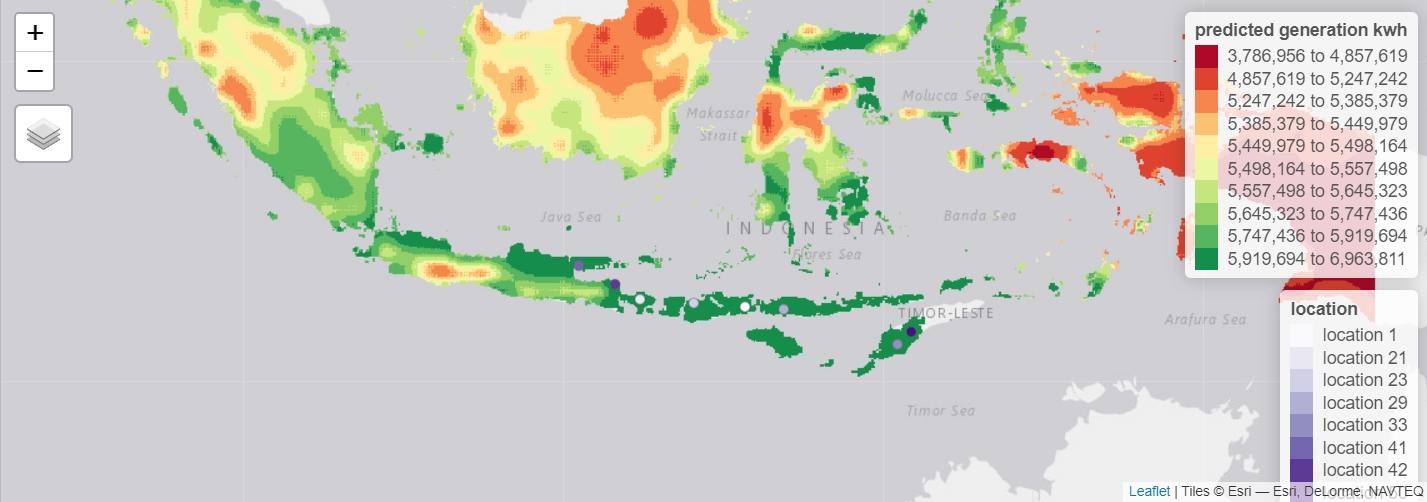 +
−
predicted generation kwh
3,786,956 to 4,857,619
4,857,619 to 5,247,242
5,247,242 to 5,385,379
5,385,379 to 5,449,979
5,449,979 to 5,498,164
5,498,164 to 5,557,498
5,557,498 to 5,645,323
5,645,323 to 5,747,436
5,747,436 to 5,919,694
5,919,694 to 6,963,811
Molucca Sea
Makassar
Strait
Java Sea
Banda Sea
INDONESIA
Flores Sea
TIMOR-LESTE
Arafura Sea
Timor Sea
location
location 1
location 21
location 23
location 29
location 33
location 41
location 42
Leaflet | Tiles © Esri — Esri, DeLorme, NAVTEQ